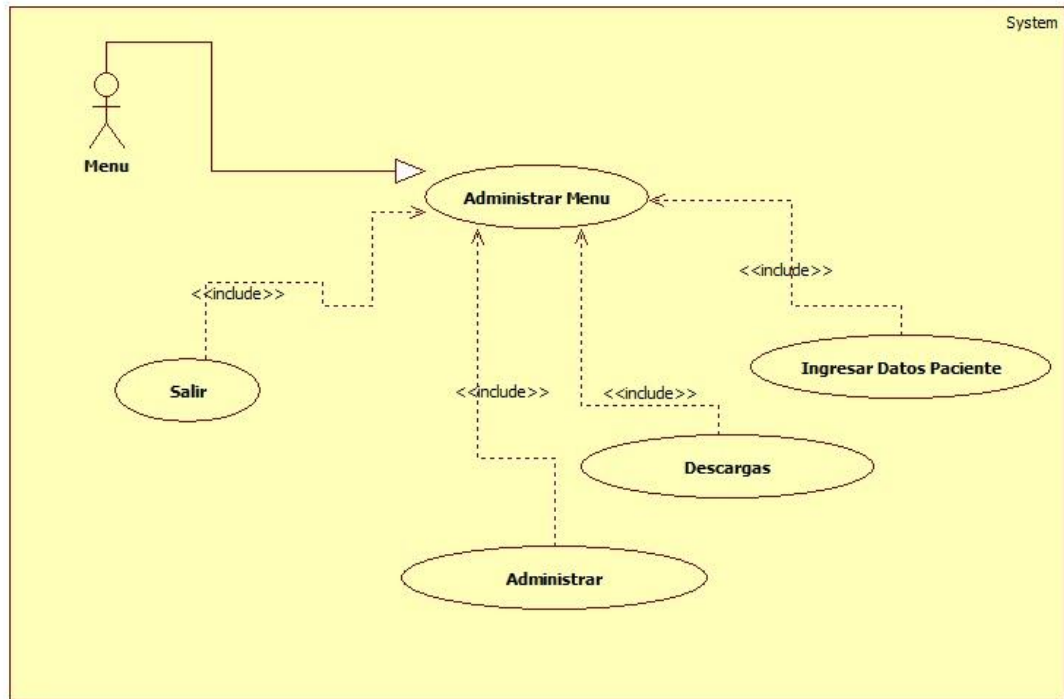 System
Menu
Administrar Menu
<<include>>
<<include>>
Ingresar Datos Paciente
Salir
<<include>>
<<include>>
Descargas
Administrar